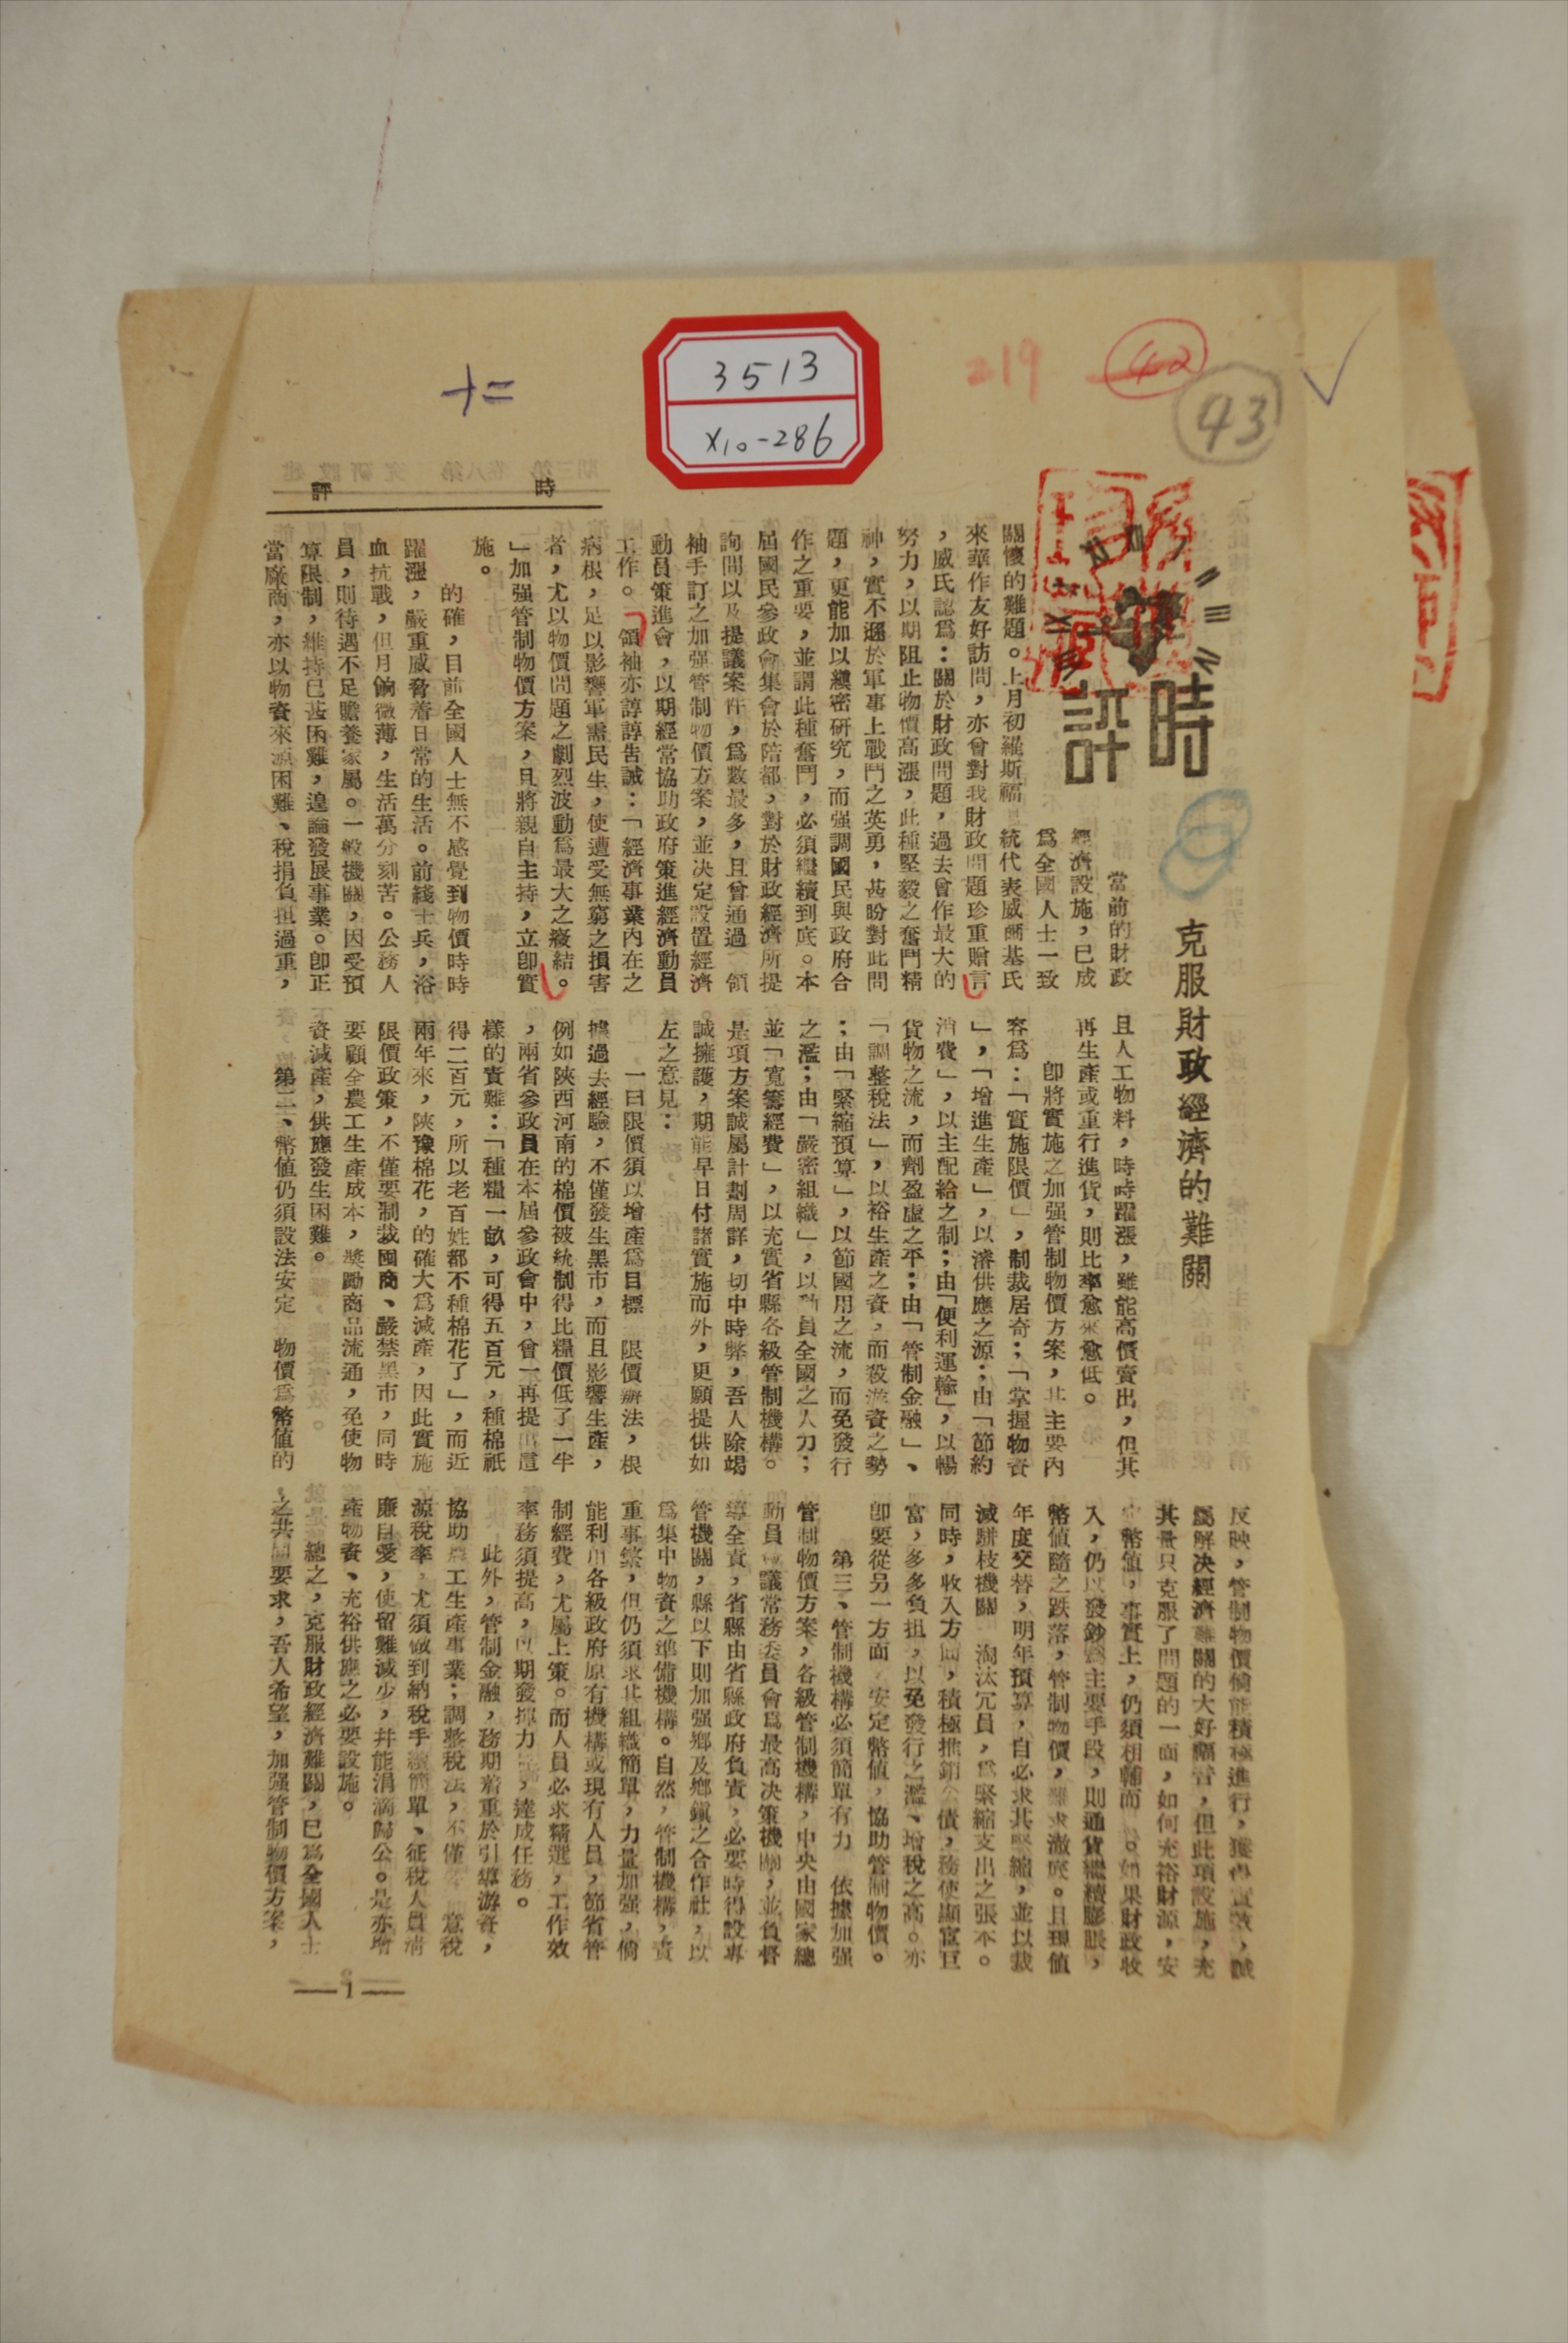 十二
3513
X10-286
219
42
43
時評
時評
克服財政經濟的難關
當前的財政
經濟設施，已成
為全國人士一致
關懷的難題。上月初羅斯福 統代表威爾基氏
來華作友好訪問，亦曾對我財政問題珍重贈言
，威氏認為：關於財政問題，過去曾作最大的
努力，以期阻止物價高漲，此種堅毅之奮鬥精
神，實不遜於軍事上戰鬥之英勇，甚盼對此問
題，更能加以縝密研究，而强調國民與政府合
作之重要，並謂此種奮鬥，必須繼續到底。本
屆國民參政會集會於陪都，對於財政經濟所提
詢問以及提議案件，為數最多，且曾通過 領
袖手訂之加强管制物價方案，並决定設置經濟
動員策進會，以期經常協助政府策進經濟動員
工作。 領袖亦諄諄告誡：「經濟事業內在之
病根，足以影響軍需民生，使遭受無窮之損害
者，尤以物價問題之劇烈波動為最大之癥結。
」加强管制物價方案，且將親自主持，立卽實
施。
的確，目前全國人士無不感覺到物價時時
躍漲，嚴重威脅着日常的生活。前綫士兵，浴
血抗戰，但月餉微薄，生活萬分刻苦。公務人
員，則待遇不足贍養家屬。一般機關，因受預
算限制，維持已甚困難，遑論發展事業。卽正
當廠商，亦以物資來源困難、稅捐負担過重，
且人工物料，時時躍漲，雖能高價賣出，但其
再生產或重行進貨，則比率愈來愈低。
卽將實施之加强管制物價方案，其主要內
容為：「實施限價」，制裁居奇；「掌握物資
」，「增進生產」，以濬供應之源；由「節約
消費」，以主配給之制；由「便利運輸」，以暢
貨物之流，而劑盈虛之平；由「管制金融」、
「調整稅法」，以裕生產之資，而殺游資之勢
；由「緊縮預算」，以節國用之流，而免發行
之濫；由「嚴密組織」，以動員全國之人力；
並「寬籌經費」，以充實省縣各級管制機構。
是項方案誠屬計劃周詳，切中時弊，吾人除竭
誠擁護，期能早日付諸實施而外，更願提供如
左之意見：
一曰限價須以增產為目標 限價辦法，根
據過去經驗，不僅發生黑市，而且影響生產，
例如陝西河南的棉價被統制得比糧價低了一半
，兩省參政員在本屆參政會中，曾一再提出這
樣的責難：「種糧一畝，可得五百元，種棉祇
得二百元，所以老百姓都不種棉花了」，而近
兩年來，陝豫棉花，的確大為減產，因此實施
限價政策，不僅要制裁囤商、嚴禁黑市，同時
要顧全農工生產成本，獎勵商品流通，免使物
資減產，供應發生困難。
第二、幣值仍須設法安定 物價為幣值的
反映，管制物價倘能積極進行，獲得實效，誠
屬解決經濟難關的大好福音，但此項設施，充
其量只克服了問題的一面，如何充裕財源，安
定幣值，事實上，仍須相輔而 。如果財政收
入，仍以發鈔為主要手段，則通貨繼續膨脹，
幣值隨之跌落，管制物價，難求澈底。且現值
年度交替，明年預算，自必求其緊縮，並以裁
減駢枝機關 淘汰冗員，為緊縮支出之張本。
同時，收入方面，積極推銷公債，務使顯宦巨
富，多多負担，以免發行之濫、增稅之高。亦
卽要從另一方面，安定幣值，協助管制物價。
第三、管制機構必須簡單有力 依據加强
管制物價方案，各級管制機構，中央由國家總
動員會議常務委員會為最高决策機關，並負督
導全責，省縣由省縣政府負責，必要時得設專
管機關，縣以下則加强鄉及鄉鎭之合作社，以
為集中物資之準備機構。自然，管制機構，責
重事繁，但仍須求其組織簡單，力量加强，倘
能利用各級政府原有機構或現有人員，節省管
制經費，尤屬上策。而人員必求精選，工作效
率務須提高，以期發揮力 ，達成任務。
此外，管制金融，務期着重於引導游資，
協助農工生產事業；調整稅法，不僅 意稅
源稅率，尤須做到納稅手續簡單、征稅人員淸
廉自愛，使留難減少，幷能涓滴歸公。是亦增
產物資、充裕供應之必要設施。
總之，克服財政經濟難關，已為全國人士
之共同要求，吾人希望，加强管制物價方案，
—1—